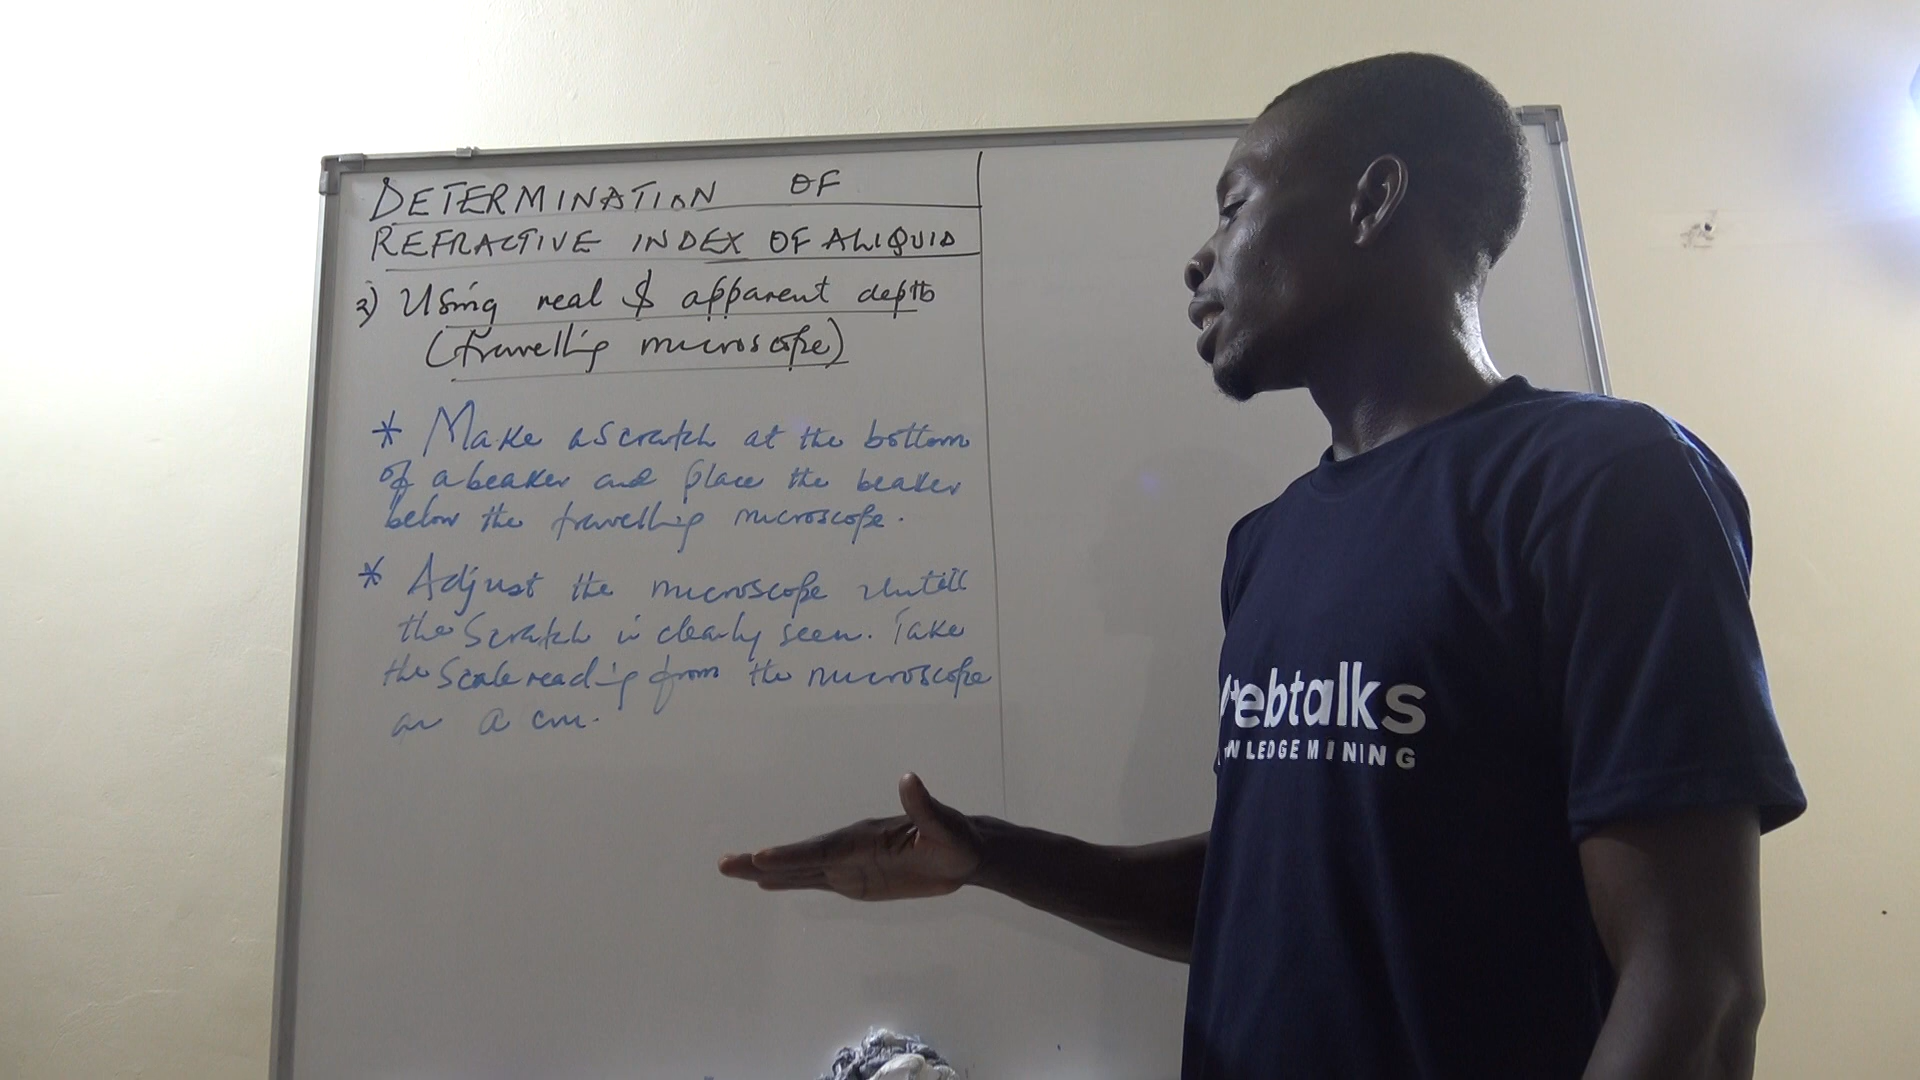 DETERMINATION OF
REFRACTIVE INDEX OF A LIQUID
3) Using real & apparent depth
(travelling microscope)
* Make a scratch at the bottom
of a beaker and place the beaker
below the travelling microscope.
* Adjust the microscope untill
the scratch is clearly seen. Take
the scale reading from the microscope
as a cm.
ebtalks
WLEDGEMINING